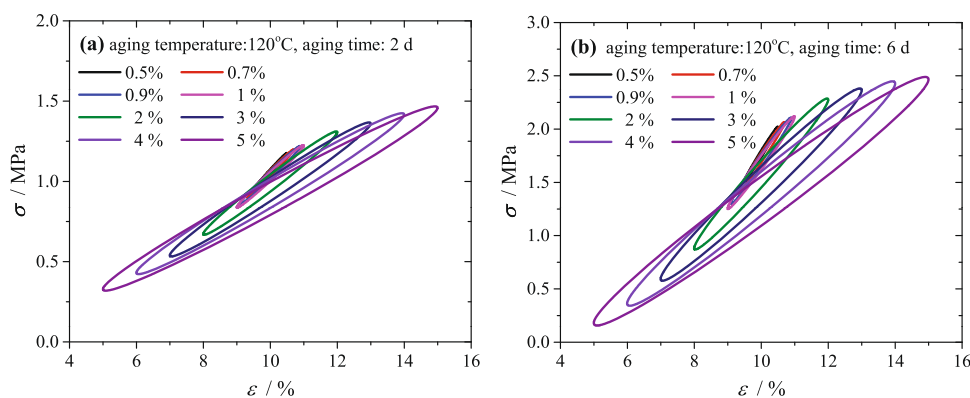 (a) aging temperature:120°C, aging time: 2 d
0.5% 0.7%
0.9% 1 %
2 % 3 %
4 % 5 %
2.0
1.5
1.0
0.5
0.0
σ / MPa
4 6 8 10 12 14 16
ε / %
(b) aging temperature:120°C, aging time: 6 d
0.5% 0.7%
0.9% 1 %
2 % 3 %
4% 5 %
3.0
2.5
2.0
1.5
1.0
0.5
0.0
σ / MPa
4 6 8 10 12 14 16
ε / %